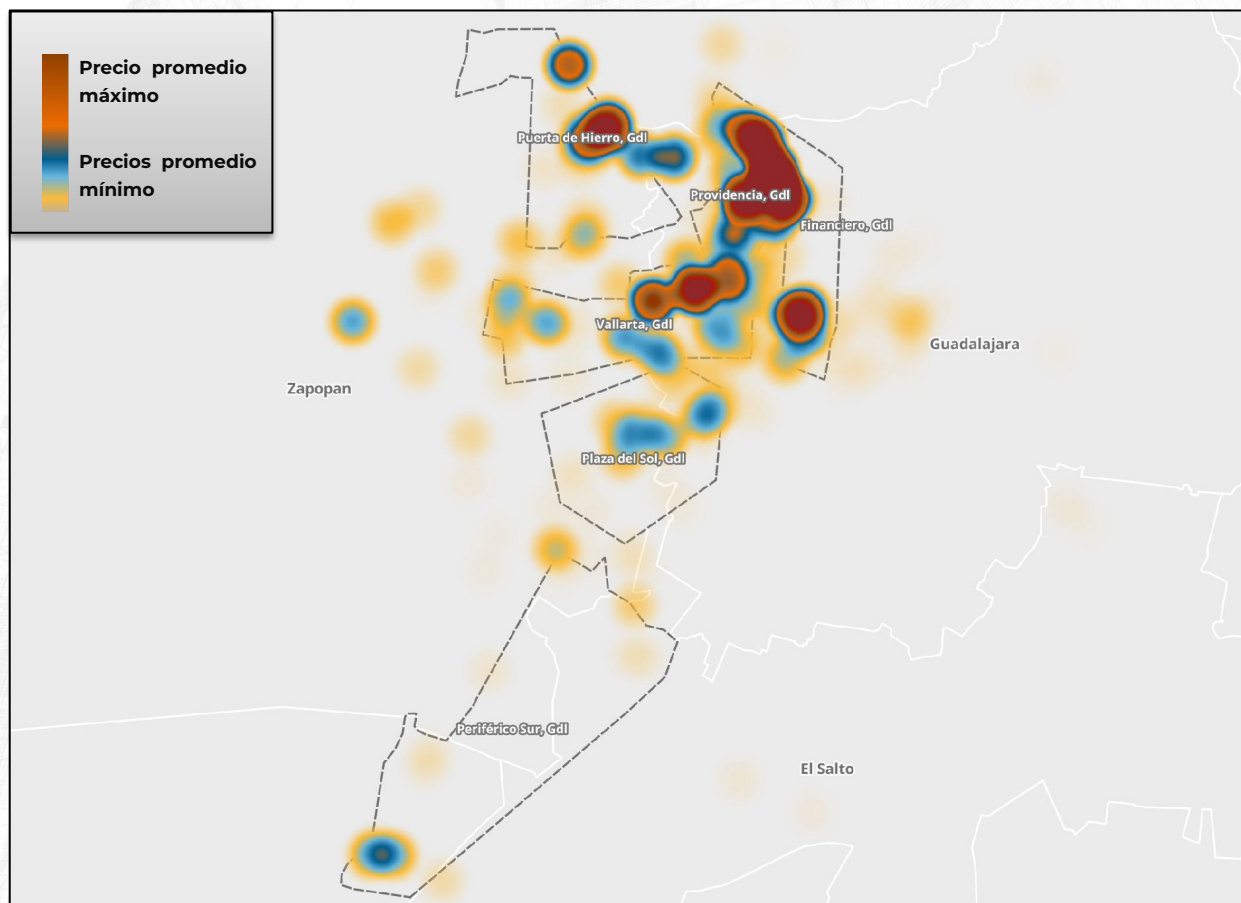 Precio promedio
máximo
Precios promedio
mínimo
Puerta de Hierro, Gdl
Providencia, Gdl
Financiero, Gdl
Vallarta, Gdl
Guadalajara
Zapopan
Plaza del Sol, Gdl
Periférico Sur, Gdl
El Salto